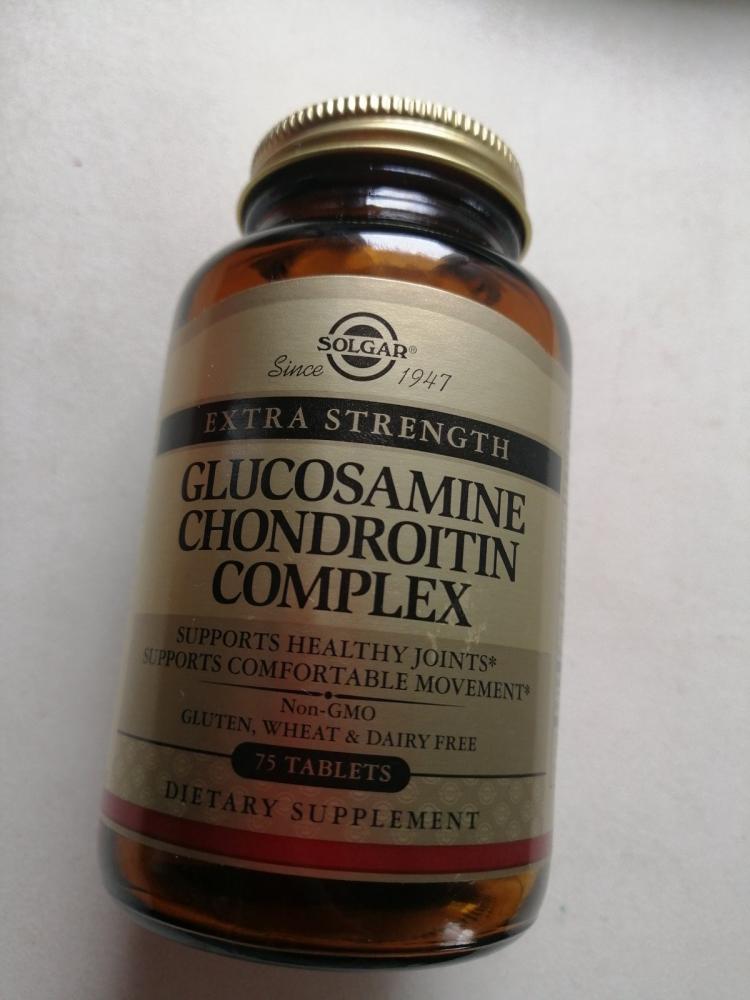 SOLGAR®
Since 1947
EXTRA STRENGTH
GLUCOSAMINE
CHONDROITIN
COMPLEX
SUPPORTS HEALTHY JOINTS*
SUPPORTS COMFORTABLE MOVEMENT*
Non-GMO
GLUTEN, WHEAT & DAIRY FREE
75 TABLETS
DIETARY SUPPLEMENT